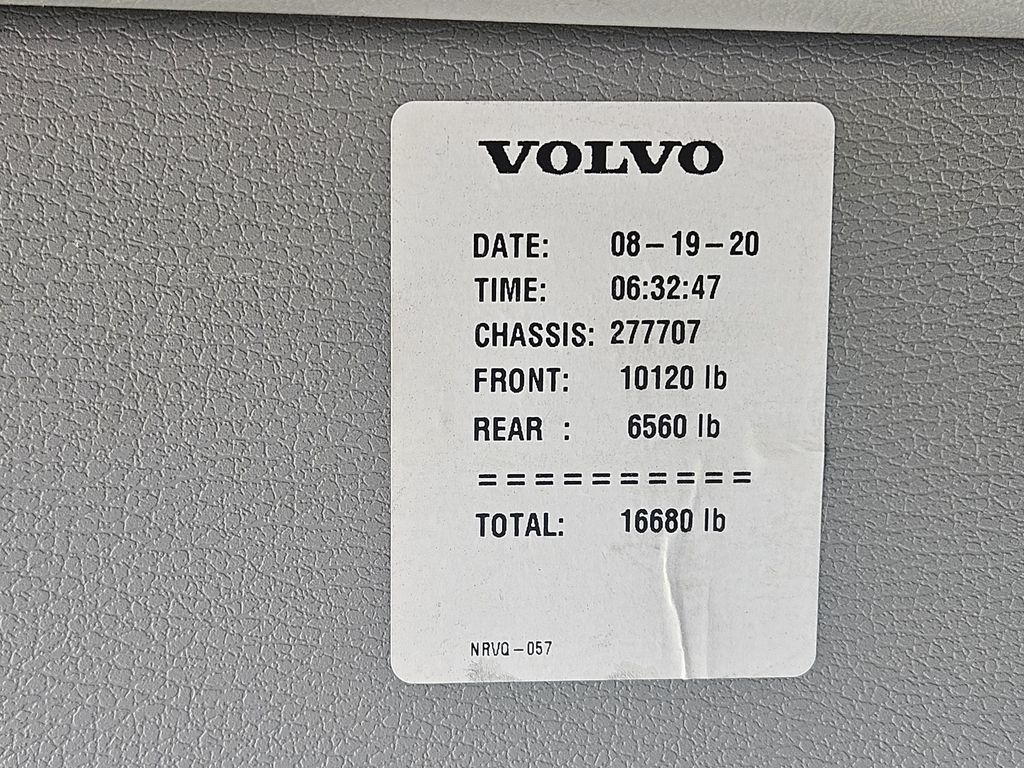 VOLVO
DATE: 08-19-20
TIME: 06:32:47
CHASSIS: 277707
FRONT: 10120 lb
REAR : 6560 lb
==========
TOTAL: 16680 lb
NRVQ-057